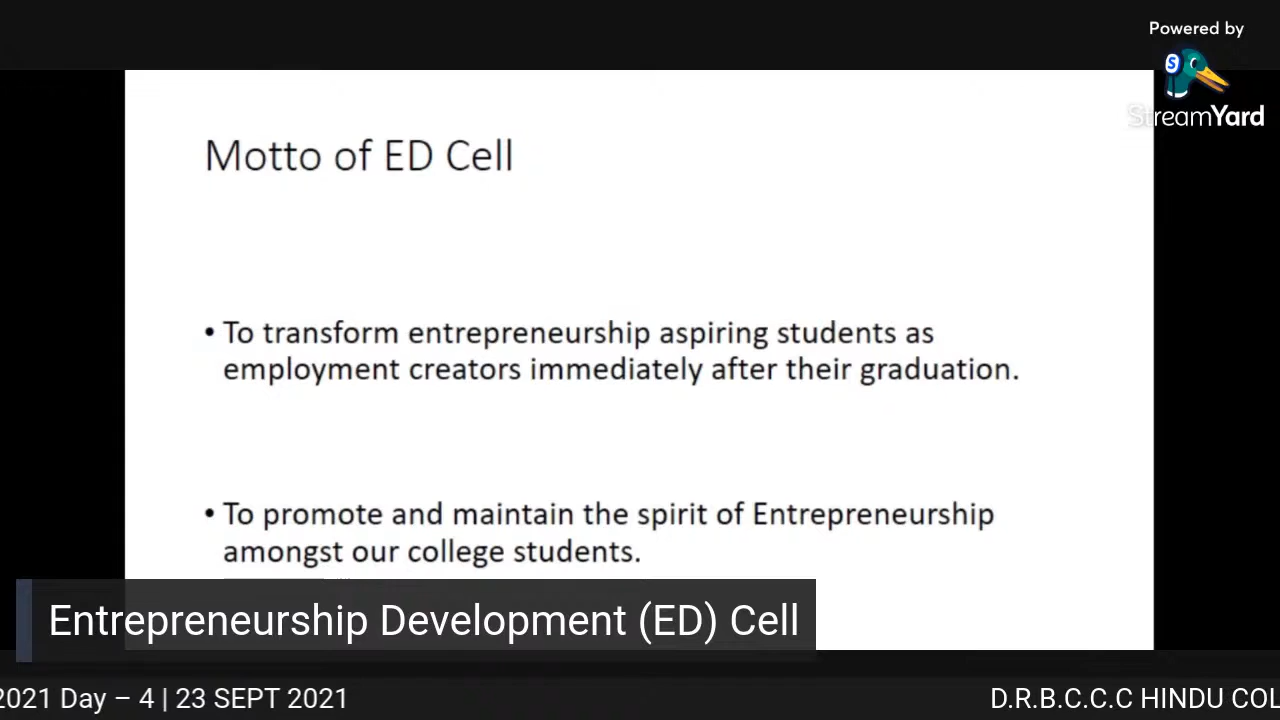 Powered by
StreamYard
Motto of ED Cell
• To transform entrepreneurship aspiring students as
employment creators immediately after their graduation.
• To promote and maintain the spirit of Entrepreneurship
amongst our college students.
Entrepreneurship Development (ED) Cell
2021 Day – 4 | 23 SEPT 2021
D.R.B.C.C.C HINDU COL